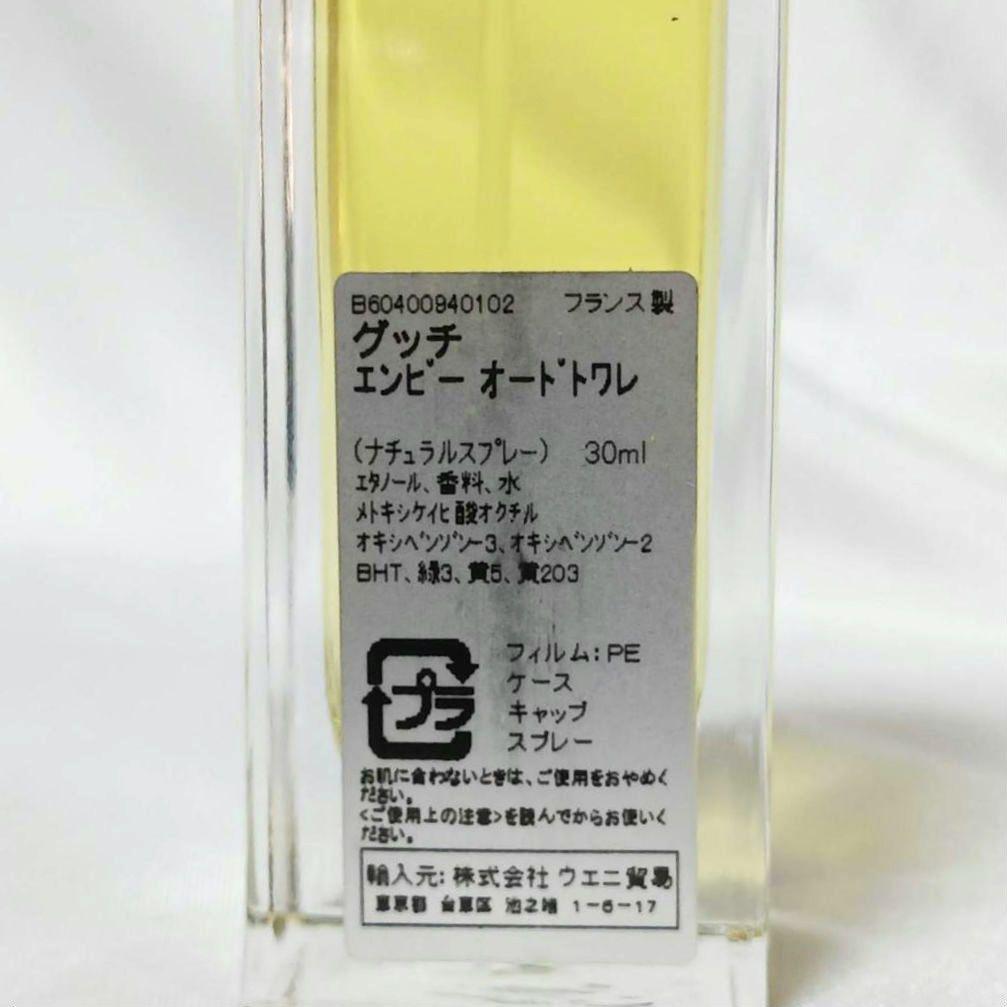 B60400940102 フランス製
グッチ
エンビー オードトワレ
(ナチュラルスプレー) 30ml
エタノール、香料、水
メトキシケイヒ酸オクチル
オキシベンゾン-3、オキシベンゾン-2
BHT、緑3、黄5、黄203
プラ
フィルム:PE
ケース
キャップ
スプレー
お肌に合わないときは、ご使用をおやめく
ださい。
<ご使用上の注意>を読んでからお使いく
ださい。
輸入元:株式会社 ウエニ貿易
東京都 台東区 池之端 1-6-17